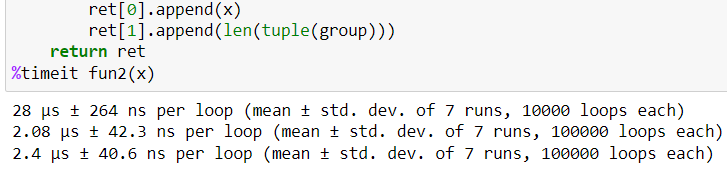 ret[0].append(x)
ret[1].append(len(tuple(group)))
return ret
%timeit fun2(x)
28 µs ± 264 ns per loop (mean ± std. dev. of 7 runs, 10000 loops each)
2.08 µs ± 42.3 ns per loop (mean ± std. dev. of 7 runs, 100000 loops each)
2.4 µs ± 40.6 ns per loop (mean ± std. dev. of 7 runs, 100000 loops each)